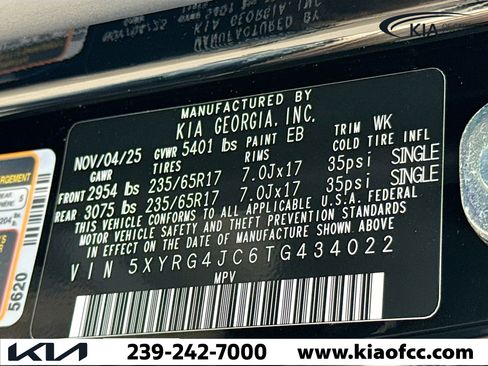 KIA
MANUFACTURED BY
KIA GEORGIA, INC.
NOV/04/25 GVWR 5401 lbs PAINT EB TRIM WK
GAWR TIRES RIMS COLD TIRE INFL
FRONT 2954 lbs 235/65R17 7.0Jx17 35psi SINGLE
REAR 3075 lbs 235/65R17 7.0Jx17 35psi SINGLE
THIS VEHICLE CONFORMS TO ALL APPLICABLE U.S.A. FEDERAL
MOTOR VEHICLE SAFETY AND THEFT PREVENTION STANDARDS
IN EFFECT ON THE DATE OF MANUFACTURE SHOWN ABOVE.
VIN 5XYRG4JC6TG434022
MPV
5620
KIA
239-242-7000
www.kiaofcc.com